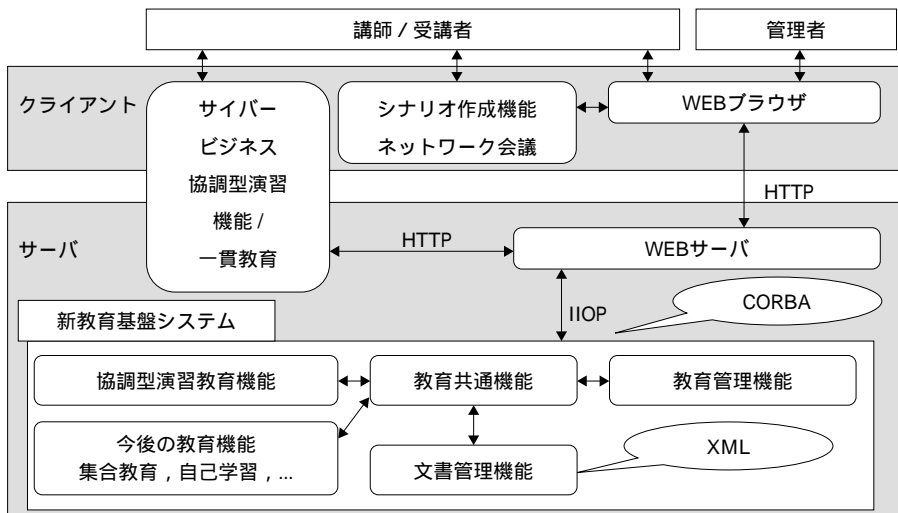 講師 / 受講者
管理者
クライアント
サイバー
ビジネス
協調型演習
機能 /
一貫教育
シナリオ作成機能
ネットワーク会議
WEBブラウザ
HTTP
サーバ
HTTP
WEBサーバ
IIOP
CORBA
新教育基盤システム
協調型演習教育機能
教育共通機能
教育管理機能
今後の教育機能
集合教育 , 自己学習 , ...
文書管理機能
XML